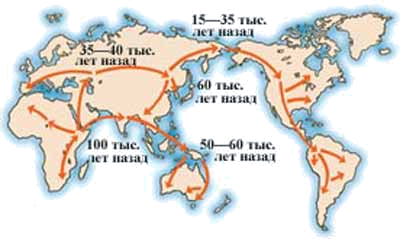 15—35 тыс.
лет назад
35—40 тыс.
лет назад
60 тыс.
лет назад
100 тыс.
лет назад
50—60 тыс.
лет назад